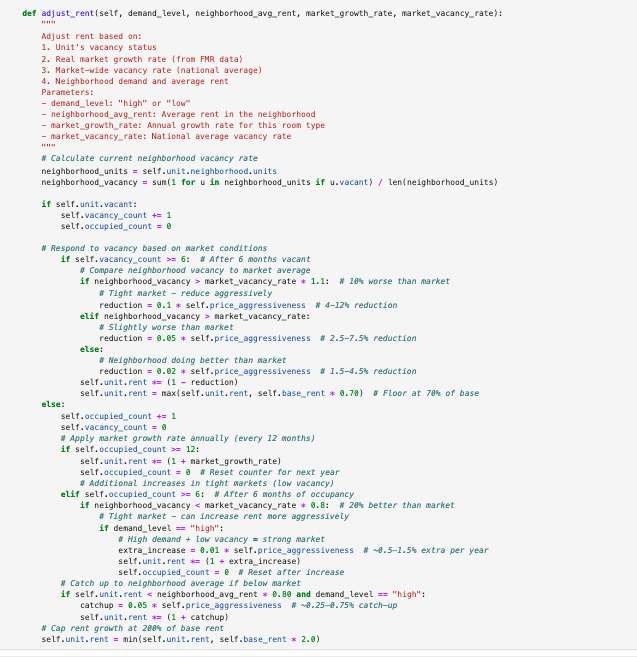 def adjust_rent(self, demand_level, neighborhood_avg_rent, market_growth_rate, market_vacancy_rate):
    """
    Adjust rent based on:
    1. Unit's vacancy status
    2. Real market growth rate (from FMR data)
    3. Market-wide vacancy rate (national average)
    4. Neighborhood demand and average rent
    Parameters:
    - demand_level: "high" or "low"
    - neighborhood_avg_rent: Average rent in the neighborhood
    - market_growth_rate: Annual growth rate for this room type
    - market_vacancy_rate: National average vacancy rate
    """
    # Calculate current neighborhood vacancy rate
    neighborhood_units = self.unit.neighborhood.units
    neighborhood_vacancy = sum(1 for u in neighborhood_units if u.vacant) / len(neighborhood_units)

    if self.unit.vacant:
        self.vacancy_count += 1
        self.occupied_count = 0

    # Respond to vacancy based on market conditions
        if self.vacancy_count >= 6:  # After 6 months vacant
            # Compare neighborhood vacancy to market average
            if neighborhood_vacancy > market_vacancy_rate * 1.1:  # 10% worse than market
                # Tight market - reduce aggressively
                reduction = 0.1 * self.price_aggressiveness  # 4-12% reduction
            elif neighborhood_vacancy > market_vacancy_rate:
                # Slightly worse than market
                reduction = 0.05 * self.price_aggressiveness  # 2.5-7.5% reduction
            else:
                # Neighborhood doing better than market
                reduction = 0.02 * self.price_aggressiveness  # 1.5-4.5% reduction
            self.unit.rent *= (1 - reduction)
            self.unit.rent = max(self.unit.rent, self.base_rent * 0.70)  # Floor at 70% of base
    else:
        self.occupied_count += 1
        self.vacancy_count = 0
        # Apply market growth rate annually (every 12 months)
        if self.occupied_count >= 12:
            self.unit.rent *= (1 + market_growth_rate)
            self.occupied_count = 0  # Reset counter for next year
            # Additional increases in tight markets (low vacancy)
        elif self.occupied_count >= 6:  # After 6 months of occupancy
            if neighborhood_vacancy < market_vacancy_rate * 0.8:  # 20% better than market
                # Tight market - can increase rent more aggressively
                if demand_level == "high":
                    # High demand + low vacancy = strong market
                    extra_increase = 0.01 * self.price_aggressiveness  # ~0.5-1.5% extra per year
                    self.unit.rent *= (1 + extra_increase)
                    self.occupied_count = 0  # Reset after increase
        # Catch up to neighborhood average if below market
        if self.unit.rent < neighborhood_avg_rent * 0.80 and demand_level == "high":
            catchup = 0.05 * self.price_aggressiveness  # ~0.25-0.75% catch-up
            self.unit.rent *= (1 + catchup)
    # Cap rent growth at 200% of base rent
    self.unit.rent = min(self.unit.rent, self.base_rent * 2.0)